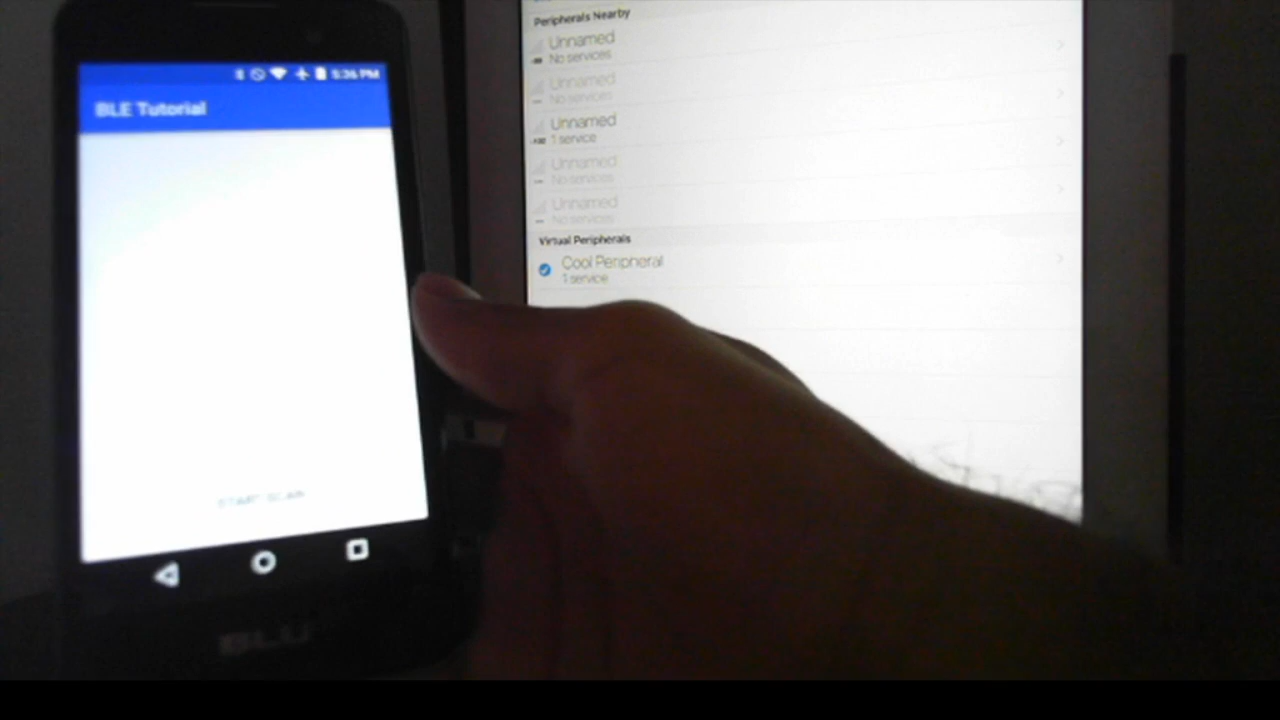 5:36 PM
BLE Tutorial
START SCAN
BLU
Peripherals Nearby
Unnamed
No services
Unnamed
No services
Unnamed
1 service
Unnamed
No services
Unnamed
No services
Virtual Peripherals
Cool Peripheral
1 service